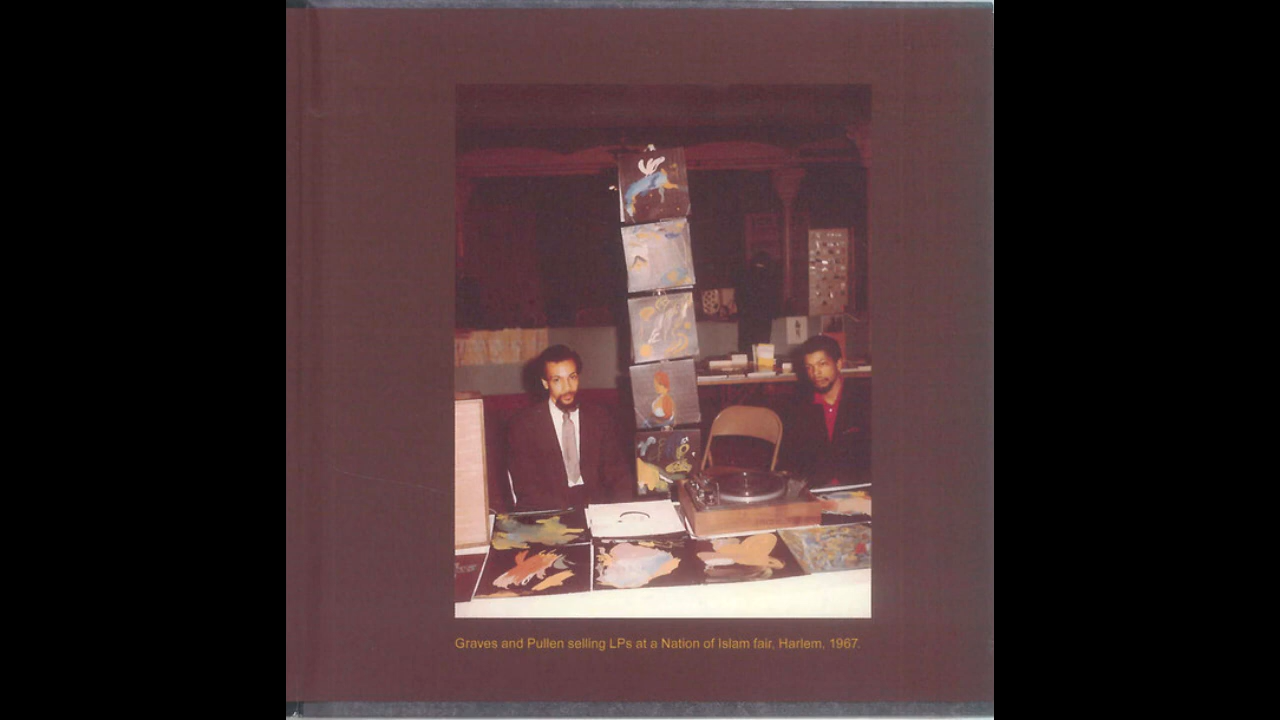 Graves and Pullen selling LPs at a Nation of Islam fair, Harlem, 1967.